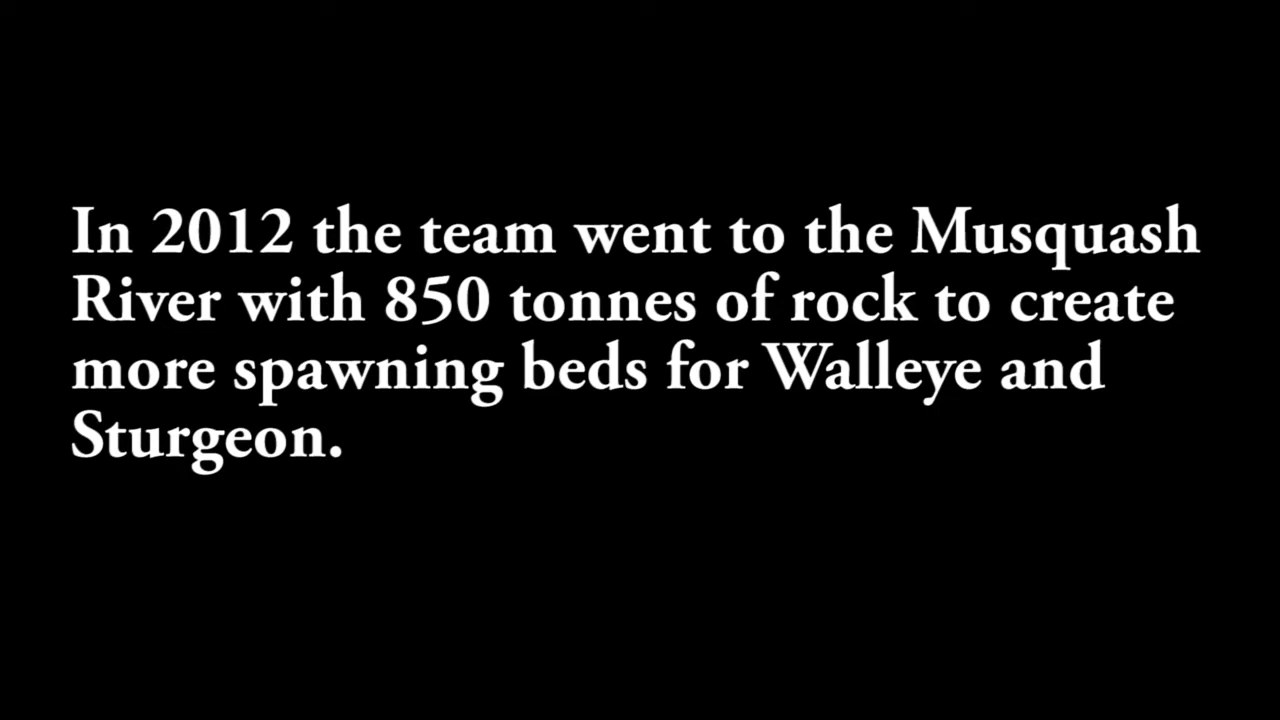 In 2012 the team went to the Musquash
River with 850 tonnes of rock to create
more spawning beds for Walleye and
Sturgeon.